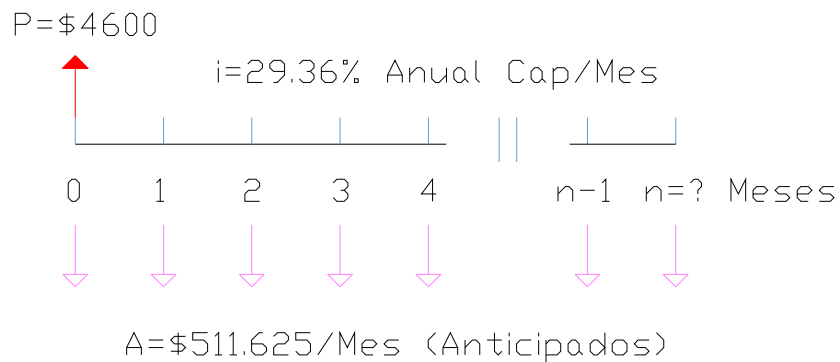 P=$4600
i=29.36% Anual Cap/Mes
0 1 2 3 4 n-1 n=? Meses
A=$511.625/Mes (Anticipados)